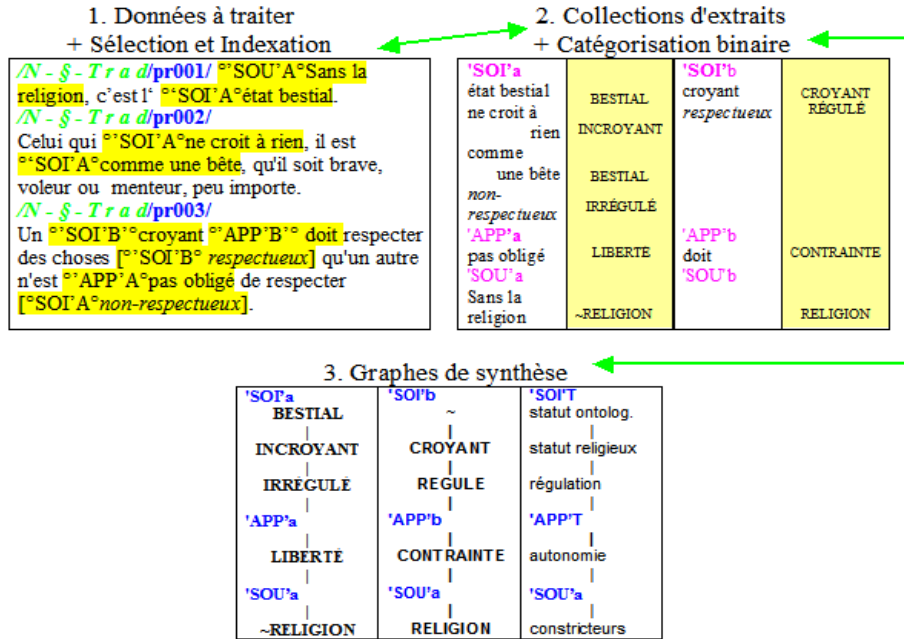 1. Données à traiter
+ Sélection et Indexation
/N - § - T r a d/pr001/ °’SOU’A°Sans la
religion, c’est l‘ °‘SOI’A°état bestial.
/N - § - T r a d/pr002/
Celui qui °’SOI’A°ne croit à rien, il est
°‘SOI’A°comme une bête, qu'il soit brave,
voleur ou menteur, peu importe.
/N - § - T r a d/pr003/
Un °’SOI'B’°croyant °’APP’B’° doit respecter
des choses [°’SOI’B° respectueux] qu'un autre
n'est °’APP’A°pas obligé de respecter
[°SOI’A°non-respectueux].
2. Collections d'extraits
+ Catégorisation binaire
'SOI'a
état bestial
ne croit à
rien
comme
une bête
non-
respectueux
'APP'a
pas obligé
'SOU'a
Sans la
religion
BESTIAL
INCROYANT
BESTIAL
IRRÉGULÉ
LIBERTÉ
~RELIGION
'SOI'b
croyant
respectueux
'APP'b
doit
'SOU'b
CROYANT
RÉGULÉ
CONTRAINTE
RELIGION
3. Graphes de synthèse
'SOI'a 'SOI'b 'SOI'T
BESTIAL ~ statut ontolog.
| | |
INCROYANT CROYANT statut religieux
| | |
IRRÉGULÉ REGULE régulation
| | |
'APP'a 'APP'b 'APP'T
| | |
LIBERTÉ CONTRAINTE autonomie
| | |
'SOU'a 'SOU'a 'SOU'a
| | |
~RELIGION RELIGION constricteurs